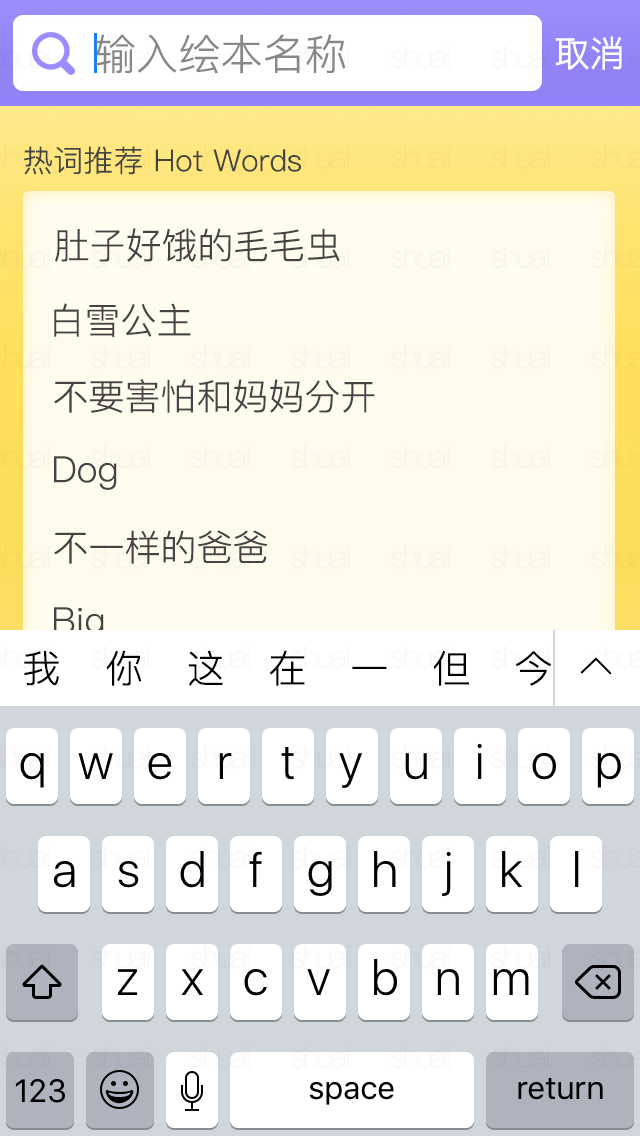 输入绘本名称 取消
热词推荐 Hot Words
肚子好饿的毛毛虫
白雪公主
不要害怕和妈妈分开
Dog
不一样的爸爸
Big
我 你 这 在 一 但 今
q w e r t y u i o p
a s d f g h j k l
z x c v b n m
123 space return
shuai